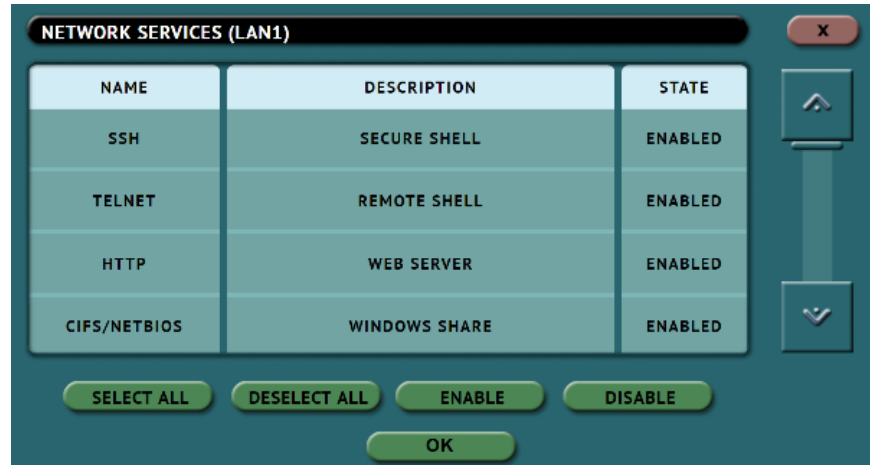 NETWORK SERVICES (LAN1) X
NAME DESCRIPTION STATE
SSH SECURE SHELL ENABLED
TELNET REMOTE SHELL ENABLED
HTTP WEB SERVER ENABLED
CIFS/NETBIOS WINDOWS SHARE ENABLED
SELECT ALL DESELECT ALL ENABLE DISABLE
OK